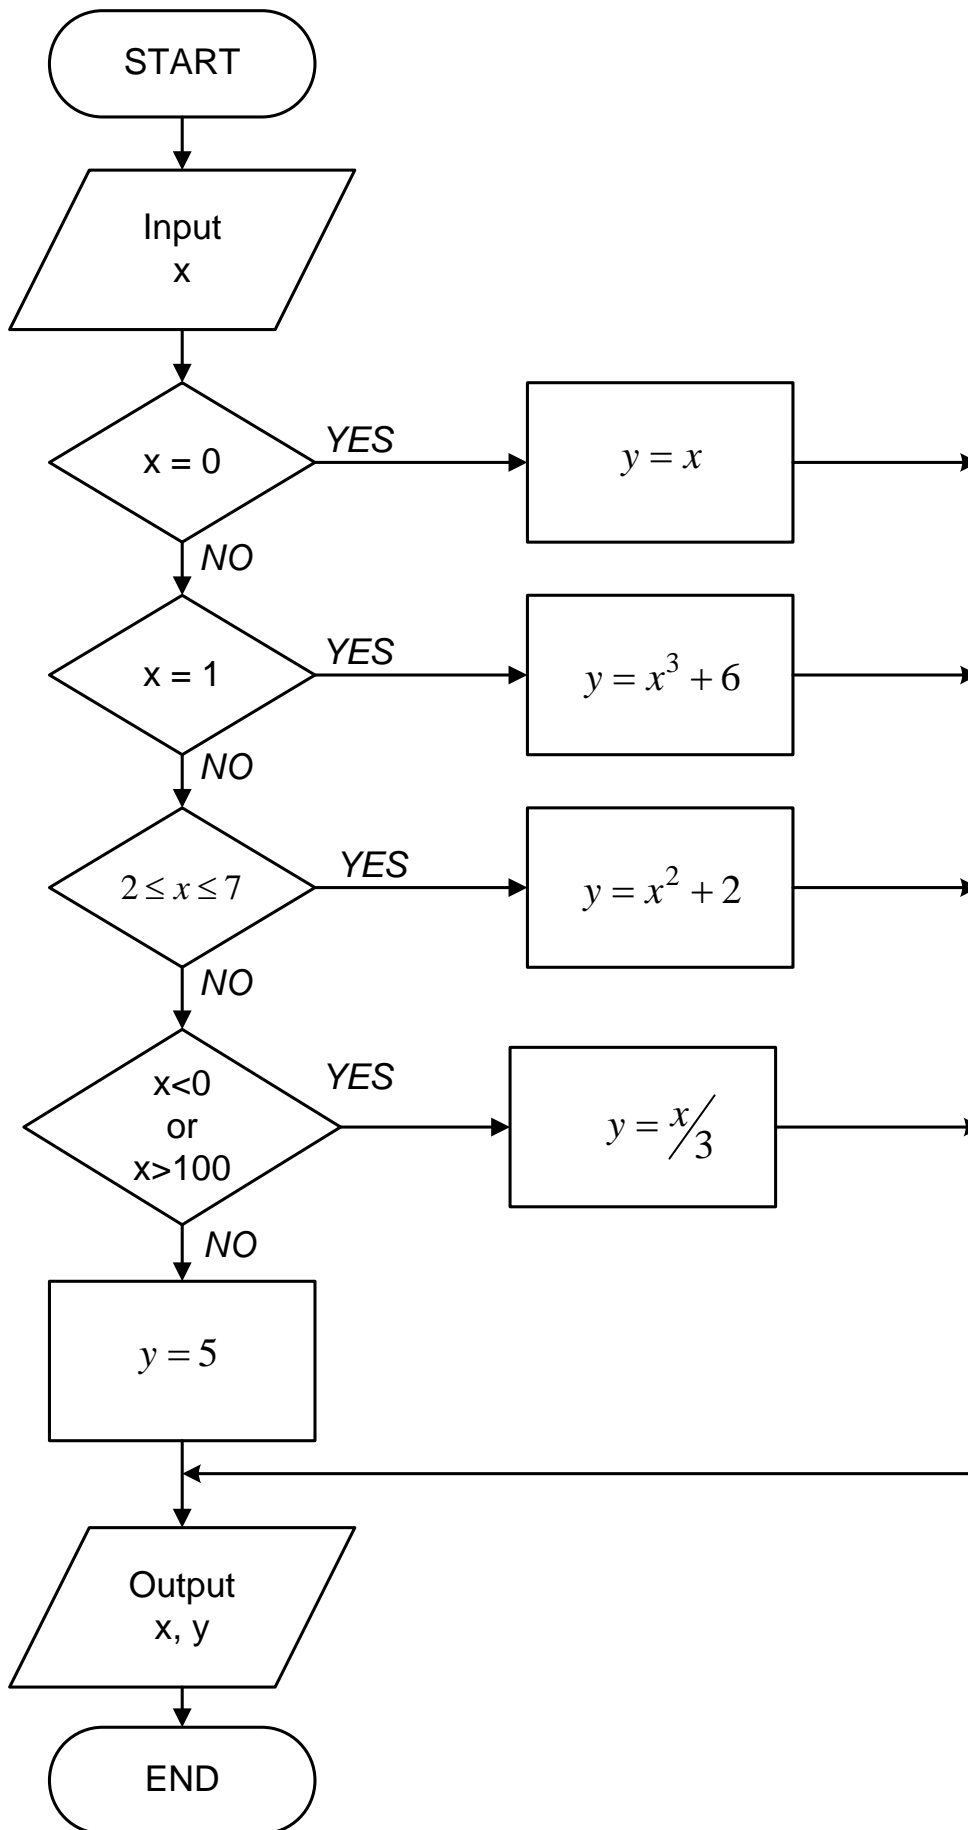 START
Input
x
x = 0
YES
y = x
NO
x = 1
YES
y = x³ + 6
NO
2 ≤ x ≤ 7
YES
y = x² + 2
NO
x<0
or
x>100
YES
y = x/3
NO
y = 5
Output
x, y
END